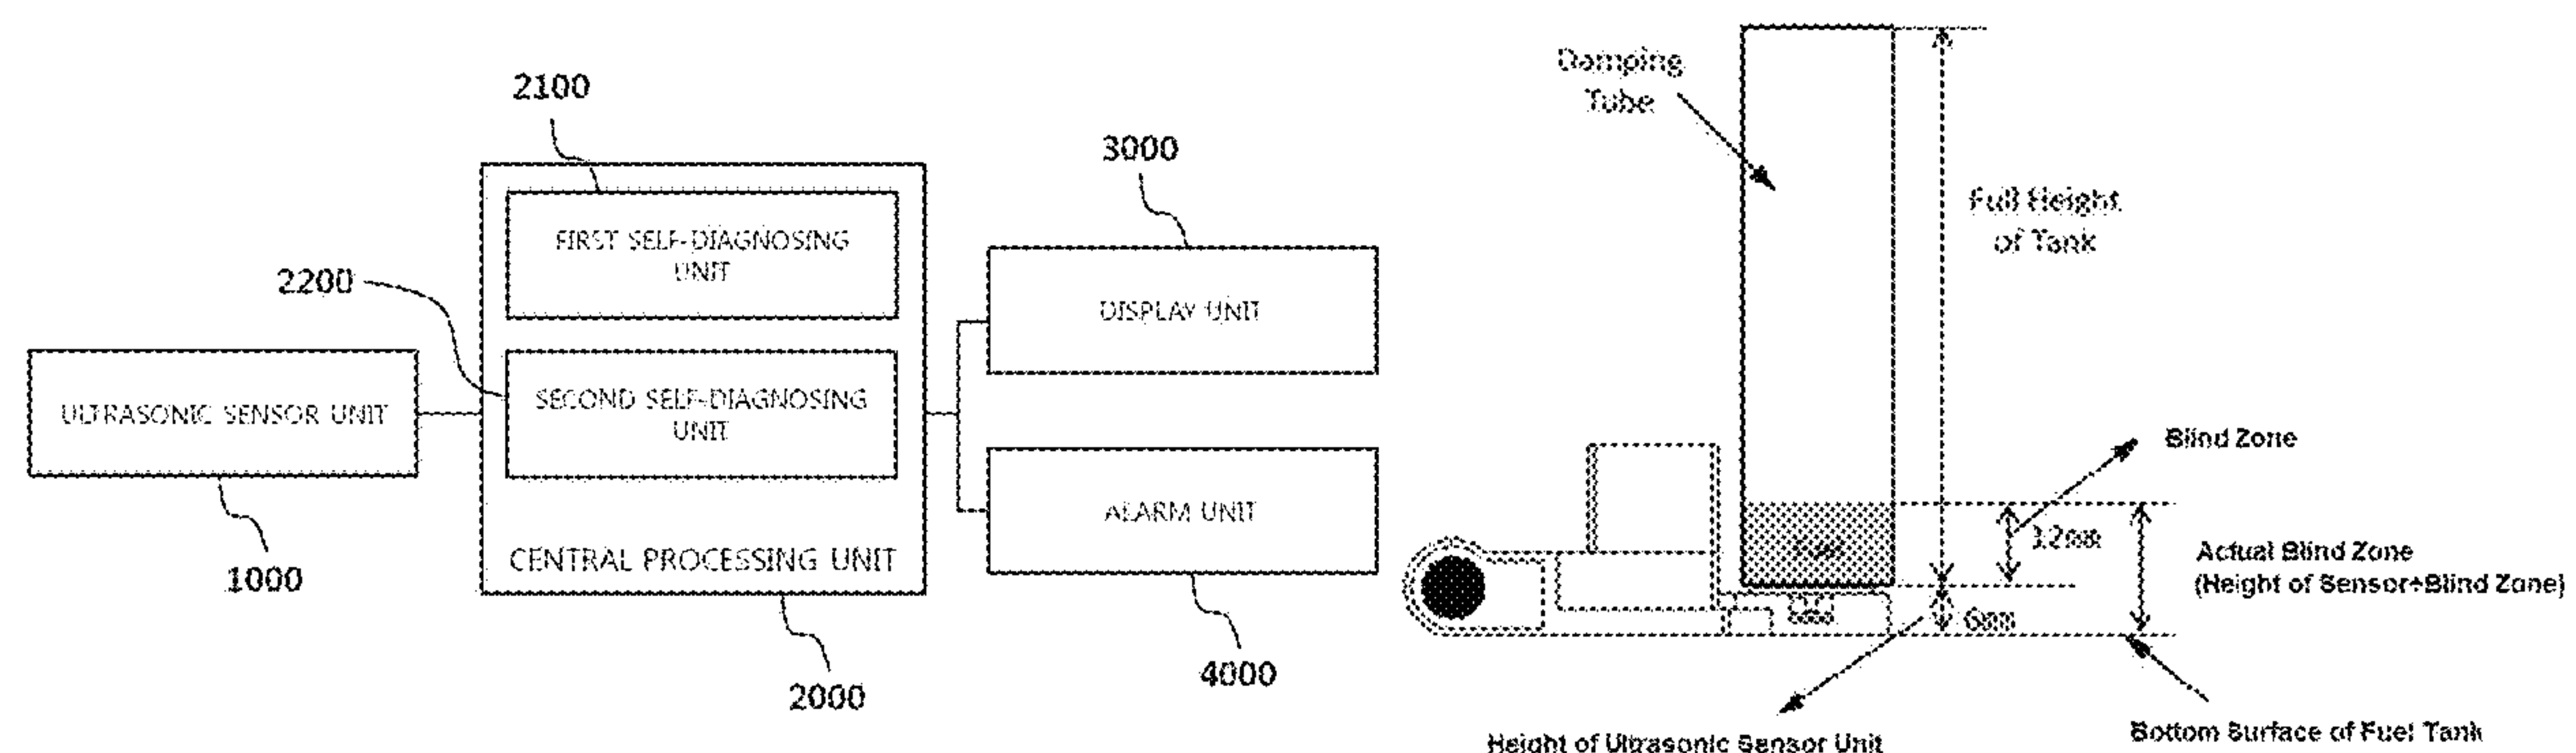 2100
FIRST SELF-DIAGNOSING
UNIT
2200
SECOND SELF-DIAGNOSING
UNIT
CENTRAL PROCESSING UNIT
2000
ULTRASONIC SENSOR UNIT
1000
3000
DISPLAY UNIT
ALARM UNIT
4000
Damping
Tube
Full Height
of Tank
Blind Zone
12mm
Actual Blind Zone
(Height of Sensor+Blind Zone)
6mm
Height of Ultrasonic Sensor Unit
Bottom Surface of Fuel Tank